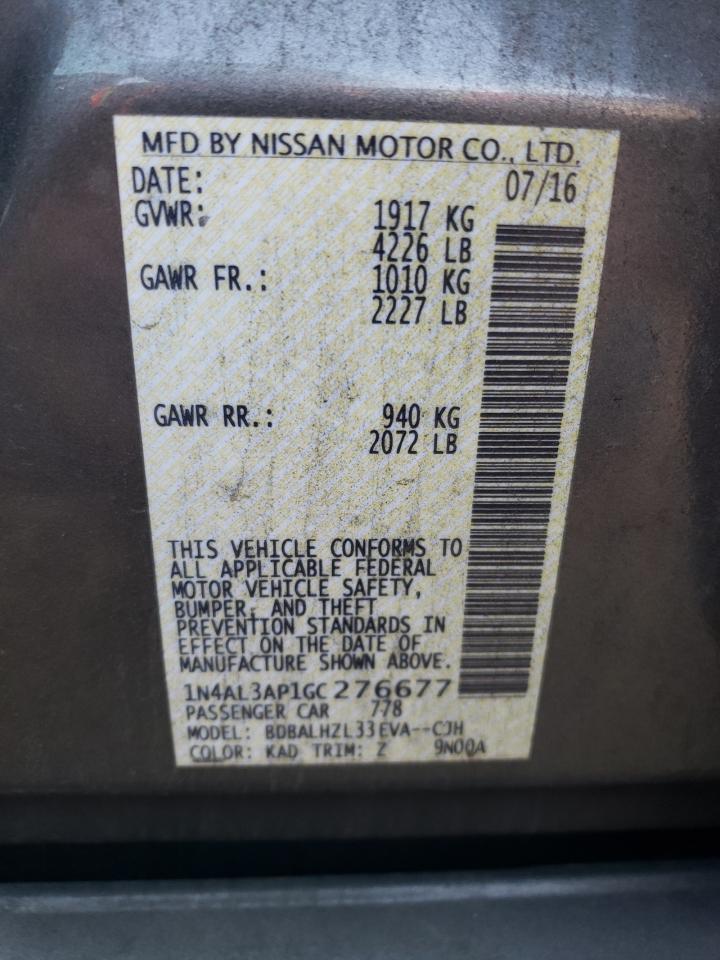 MFD BY NISSAN MOTOR CO., LTD.
DATE: 07/16
GVWR: 1917 KG
4226 LB
GAWR FR.: 1010 KG
2227 LB
GAWR RR.: 940 KG
2072 LB
THIS VEHICLE CONFORMS TO
ALL APPLICABLE FEDERAL
MOTOR VEHICLE SAFETY,
BUMPER, AND THEFT
PREVENTION STANDARDS IN
EFFECT ON THE DATE OF
MANUFACTURE SHOWN ABOVE.
1N4AL3AP1GC276677
PASSENGER CAR 778
MODEL: BDBALHZL33EVA--CJH
COLOR: KAD TRIM: Z 9N00A